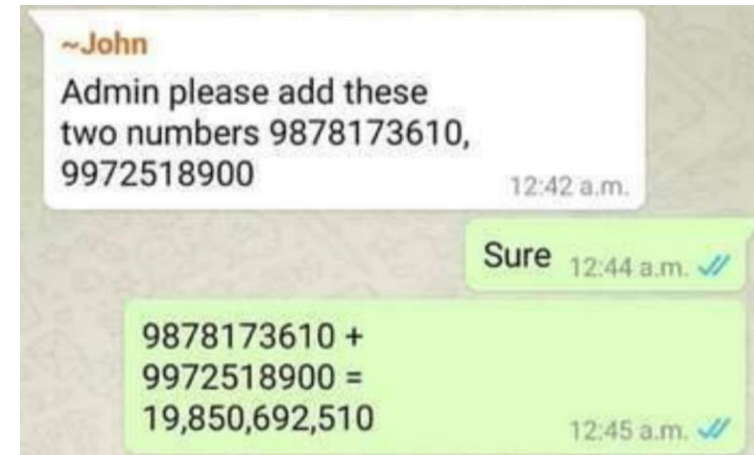 ~John
Admin please add these
two numbers 9878173610,
9972518900
12:42 a.m.
Sure 12:44 a.m.
9878173610 +
9972518900 =
19,850,692,510
12:45 a.m.